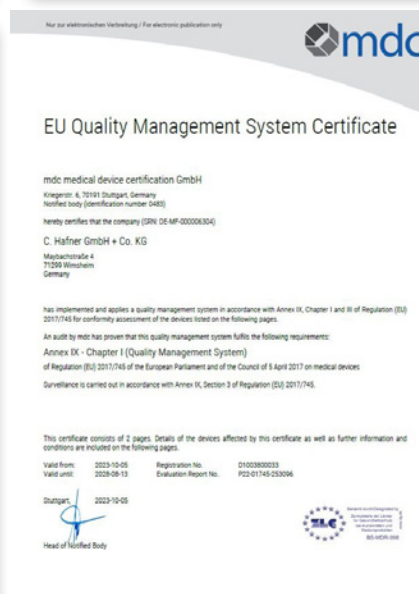 Nur zur elektronischen Verbreitung / For electronic publication only
mdc
EU Quality Management System Certificate
mdc medical device certification GmbH
Kriegerstr. 6, 70191 Stuttgart, Germany
Notified body (identification number 0483)
hereby certifies that the company (SRN: DE-MF-000006304)
C. Hafner GmbH + Co. KG
Maybachstraße 4
71299 Wimsheim
Germany
has implemented and applies a quality management system in accordance with Annex IX, Chapter I and III of Regulation (EU)
2017/745 for conformity assessment of the devices listed on the following pages.
An audit by mdc has proven that this quality management system fulfils the following requirements:
Annex IX - Chapter I (Quality Management System)
of Regulation (EU) 2017/745 of the European Parliament and of the Council of 5 April 2017 on medical devices
Surveillance is carried out in accordance with Annex IX, Section 3 of Regulation (EU) 2017/745.
This certificate consists of 2 pages. Details of the devices affected by this certificate as well as further information and
conditions are included on the following pages.
Valid from: 2023-10-05 Registration No. D1003800033
Valid until: 2028-08-13 Evaluation Report No. P22-01745-253096
Stuttgart, 2023-10-05
Head of Notified Body
ZLG
BS-MDR-098